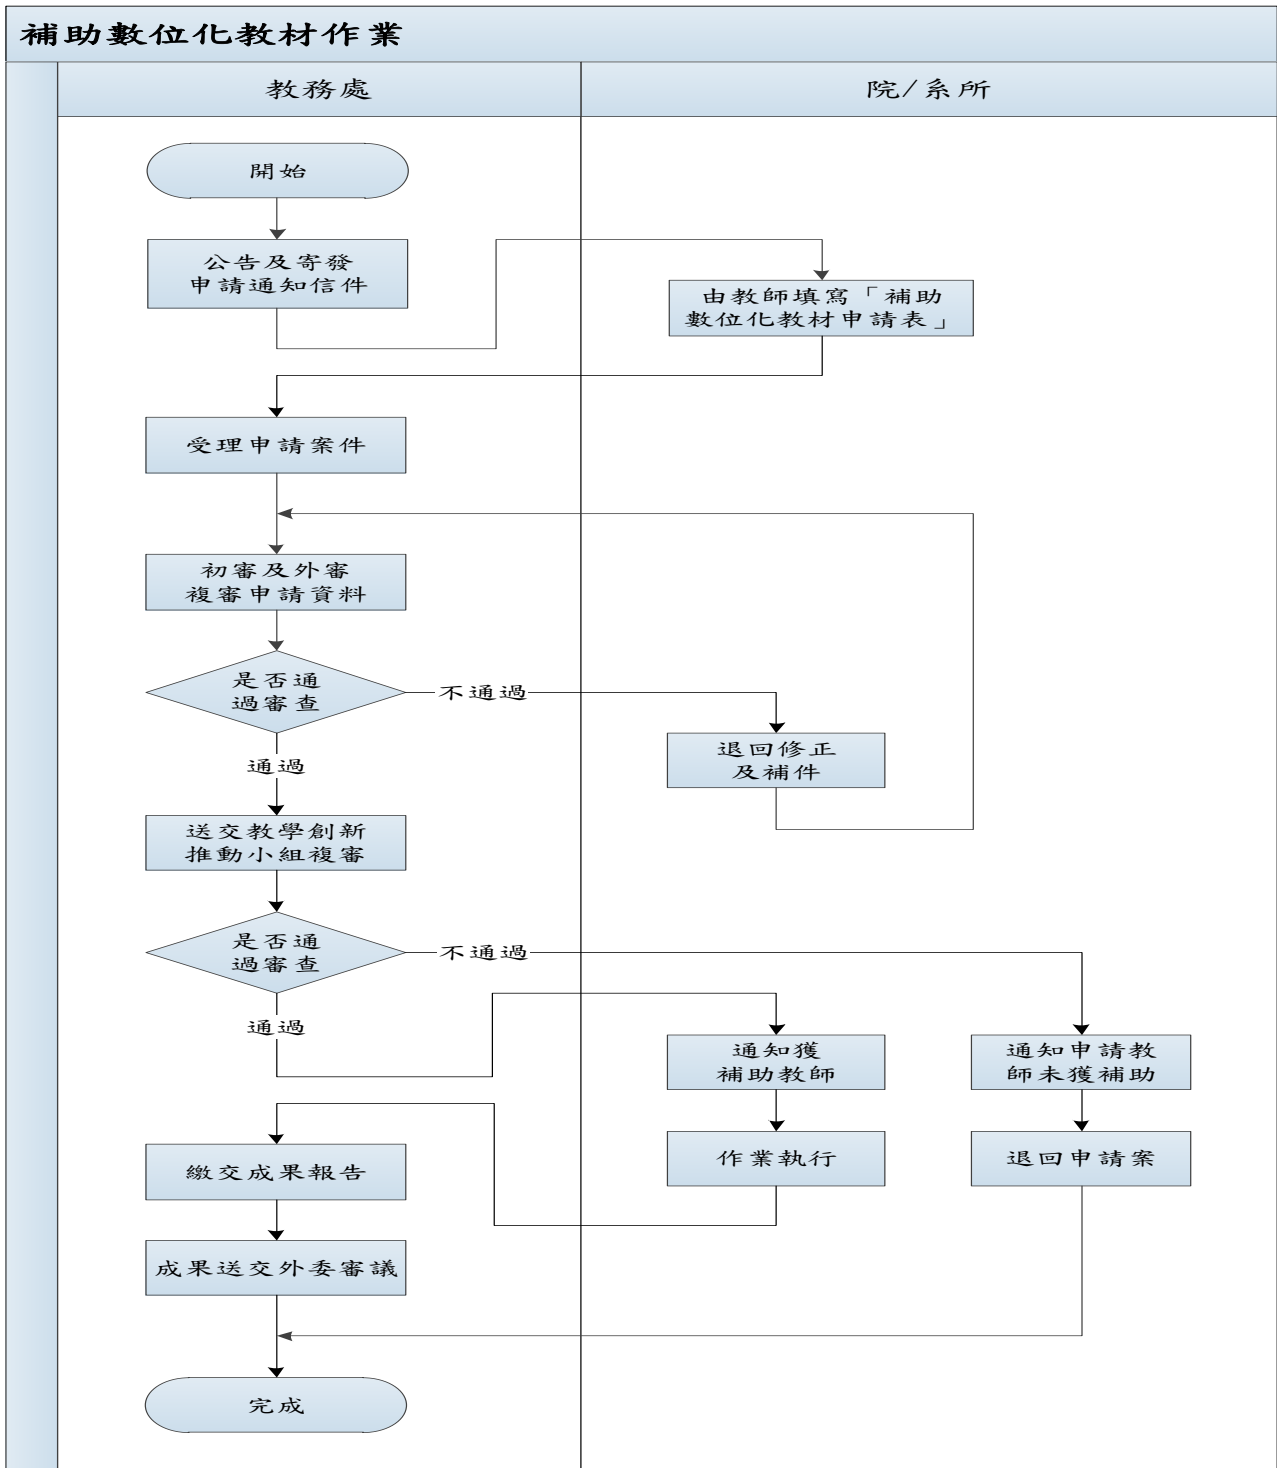 補助數位化教材作業
教務處
院/系所
開始
公告及寄發
申請通知信件
由教師填寫「補助
數位化教材申請表」
受理申請案件
初審及外審
複審申請資料
是否通
過審查
不通過
通過
退回修正
及補件
送交教學創新
推動小組複審
是否通
過審查
不通過
通過
通知獲
補助教師
通知申請教
師未獲補助
繳交成果報告
作業執行
退回申請案
成果送交外委審議
完成